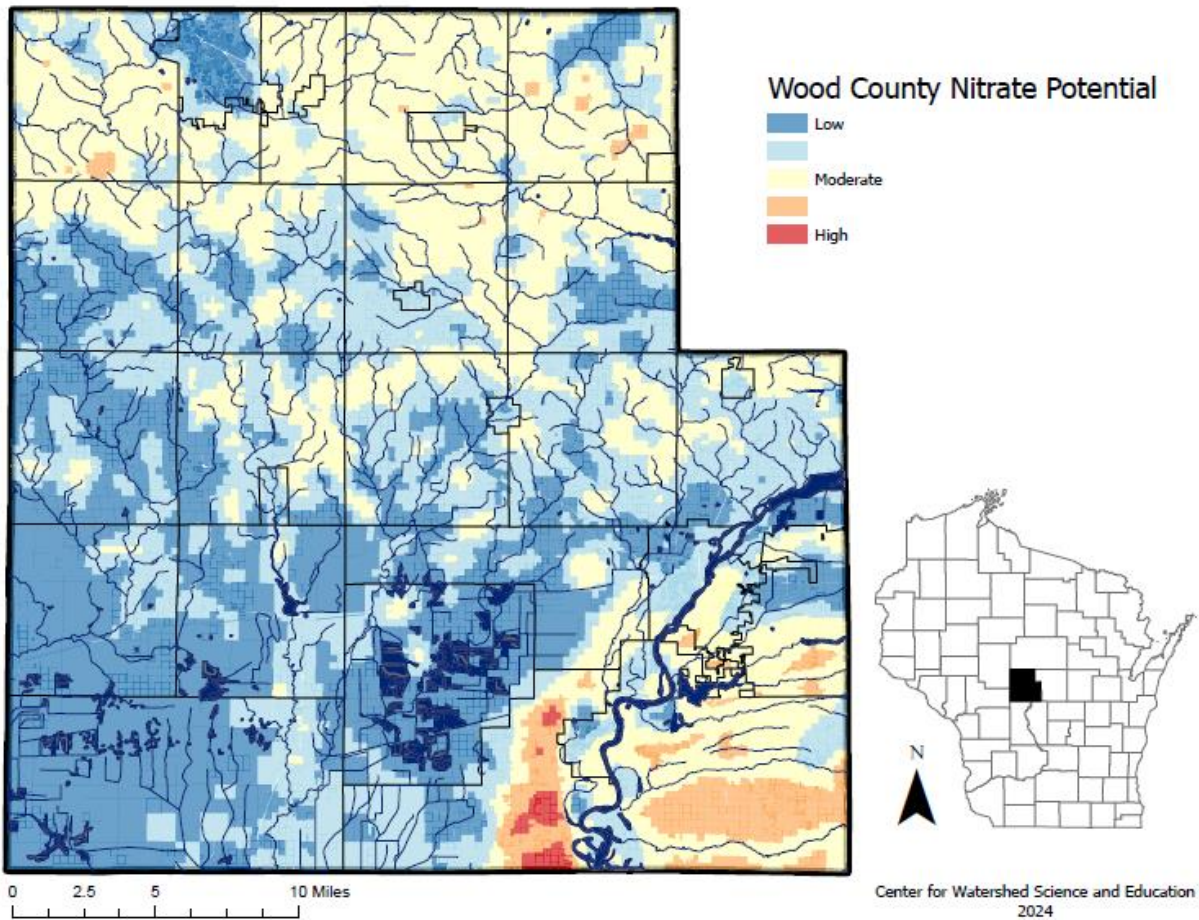 Wood County Nitrate Potential
Low
Moderate
High
N
0 2.5 5 10 Miles
Center for Watershed Science and Education
2024